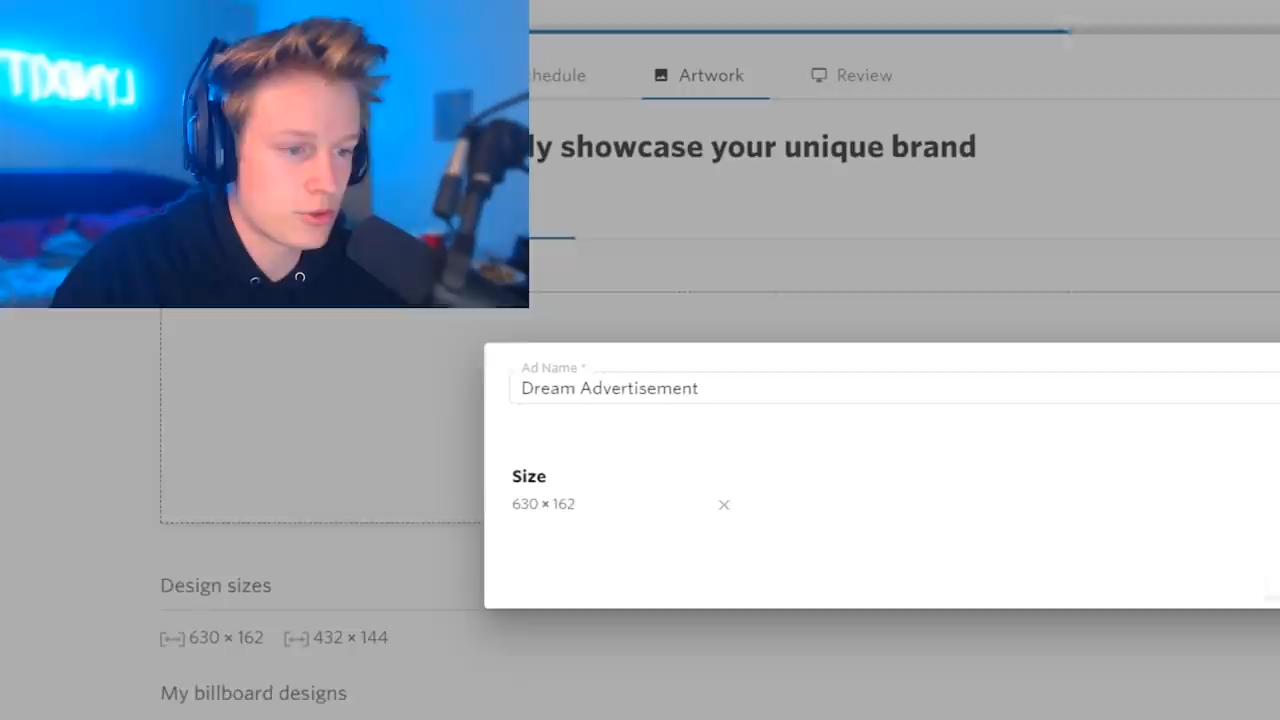 hedule
Artwork
Review
ly showcase your unique brand
Ad Name *
Dream Advertisement
Size
630 × 162
Design sizes
630 × 162
432 × 144
My billboard designs